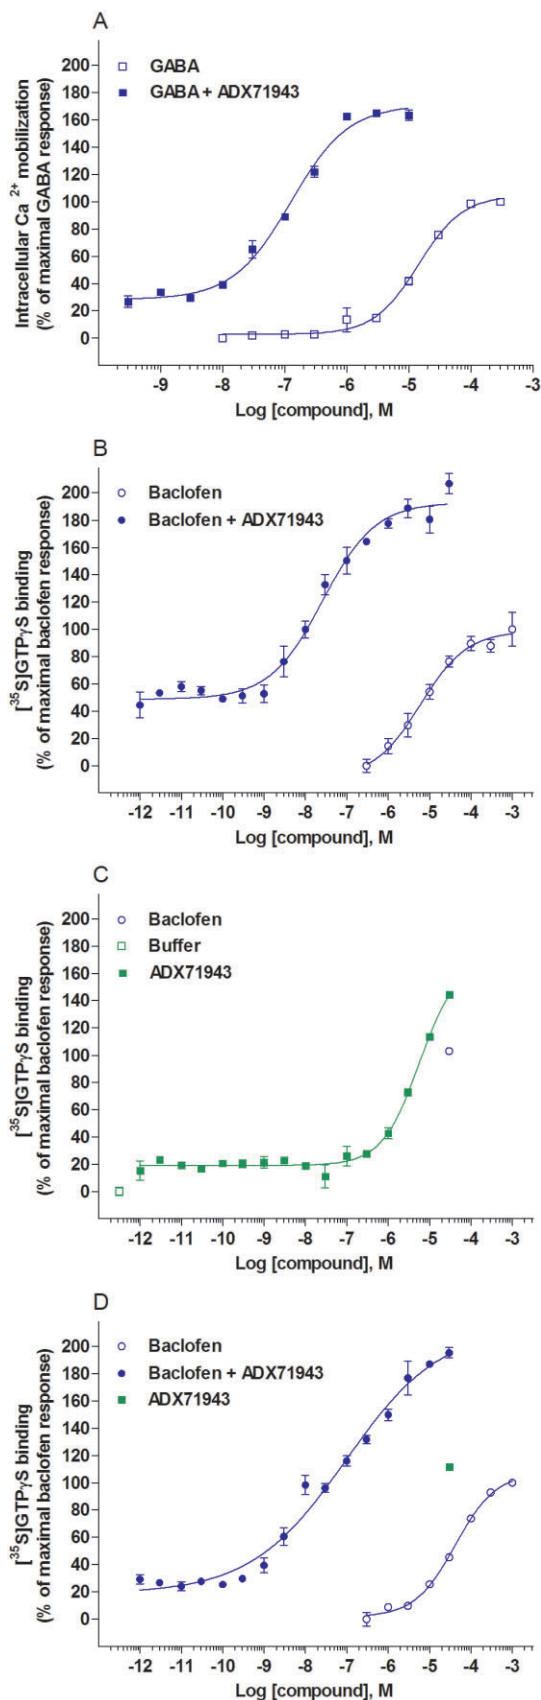 A
GABA
GABA + ADX71943
Intracellular Ca 2+ mobilization
(% of maximal GABA response)
200
180
160
140
120
100
80
60
40
20
0
-9 -8 -7 -6 -5 -4 -3
Log [compound], M
B
Baclofen
Baclofen + ADX71943
[35S]GTPγS binding
(% of maximal baclofen response)
200
180
160
140
120
100
80
60
40
20
0
-12 -11 -10 -9 -8 -7 -6 -5 -4 -3
Log [compound], M
C
Baclofen
Buffer
ADX71943
[35S]GTPγS binding
(% of maximal baclofen response)
200
180
160
140
120
100
80
60
40
20
0
-12 -11 -10 -9 -8 -7 -6 -5 -4 -3
Log [compound], M
D
Baclofen
Baclofen + ADX71943
ADX71943
[35S]GTPγS binding
(% of maximal baclofen response)
200
180
160
140
120
100
80
60
40
20
0
-12 -11 -10 -9 -8 -7 -6 -5 -4 -3
Log [compound], M